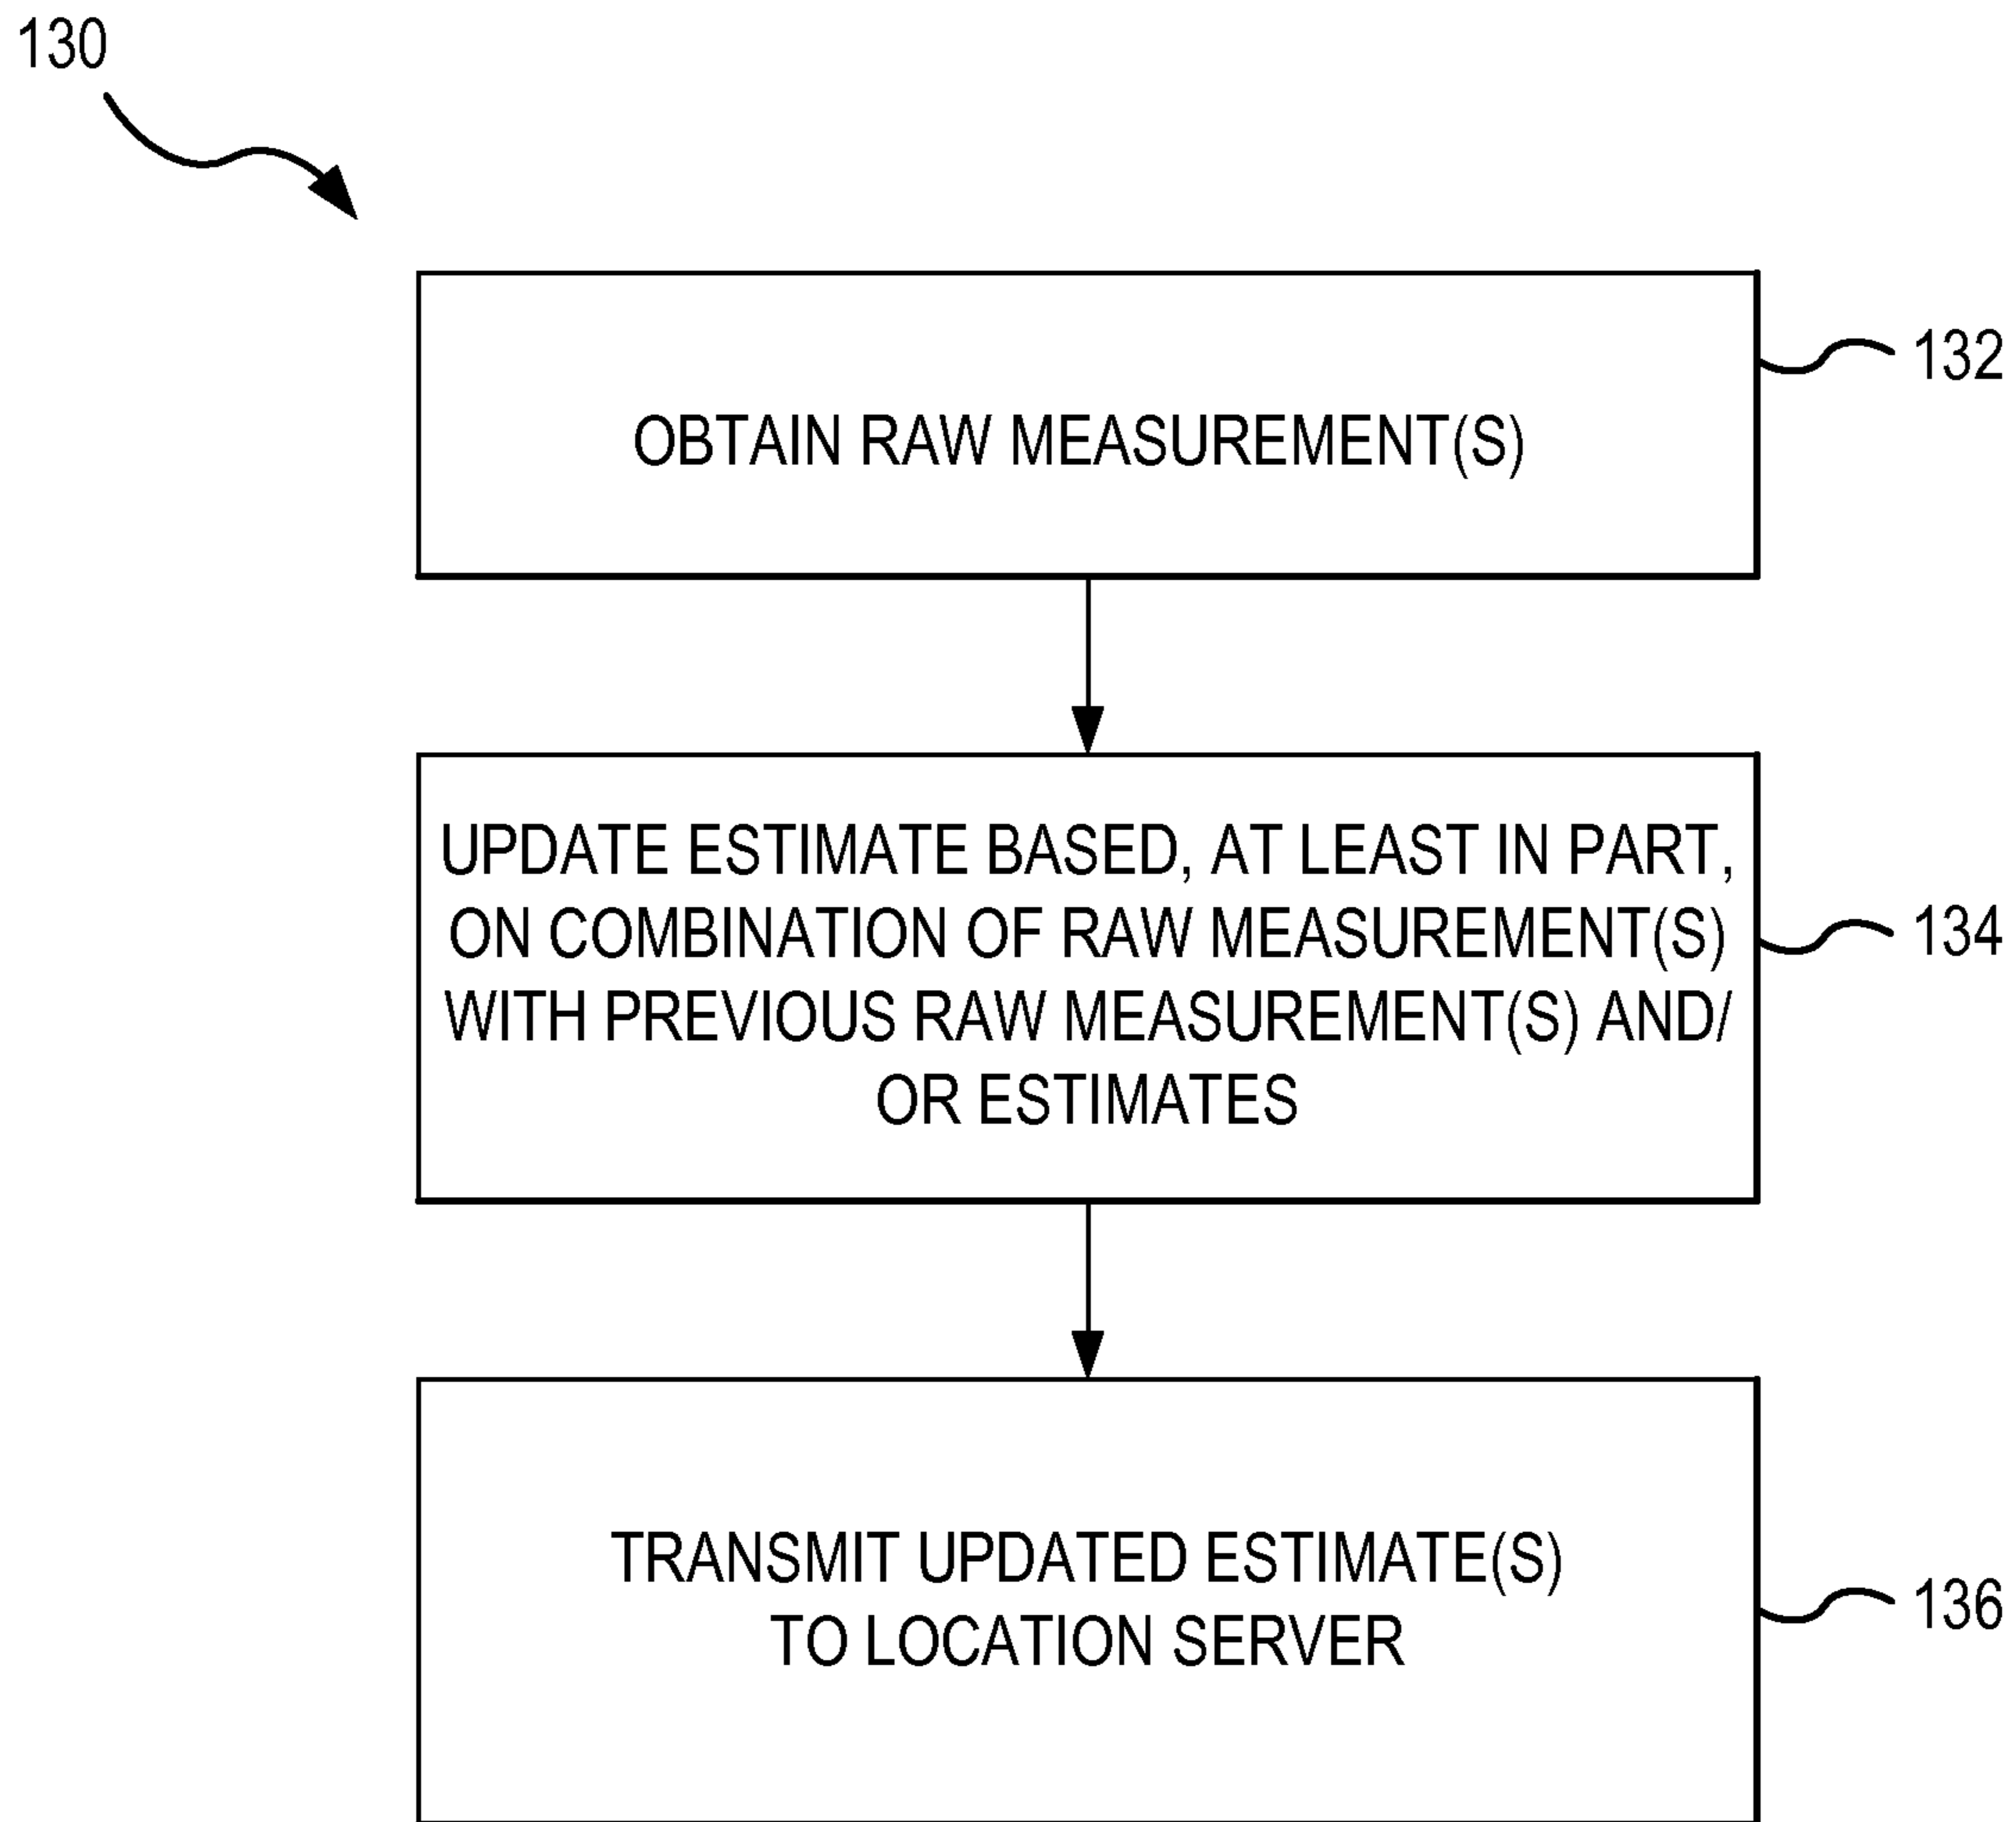 130
OBTAIN RAW MEASUREMENT(S)
132
UPDATE ESTIMATE BASED, AT LEAST IN PART,
ON COMBINATION OF RAW MEASUREMENT(S)
WITH PREVIOUS RAW MEASUREMENT(S) AND/
OR ESTIMATES
134
TRANSMIT UPDATED ESTIMATE(S)
TO LOCATION SERVER
136